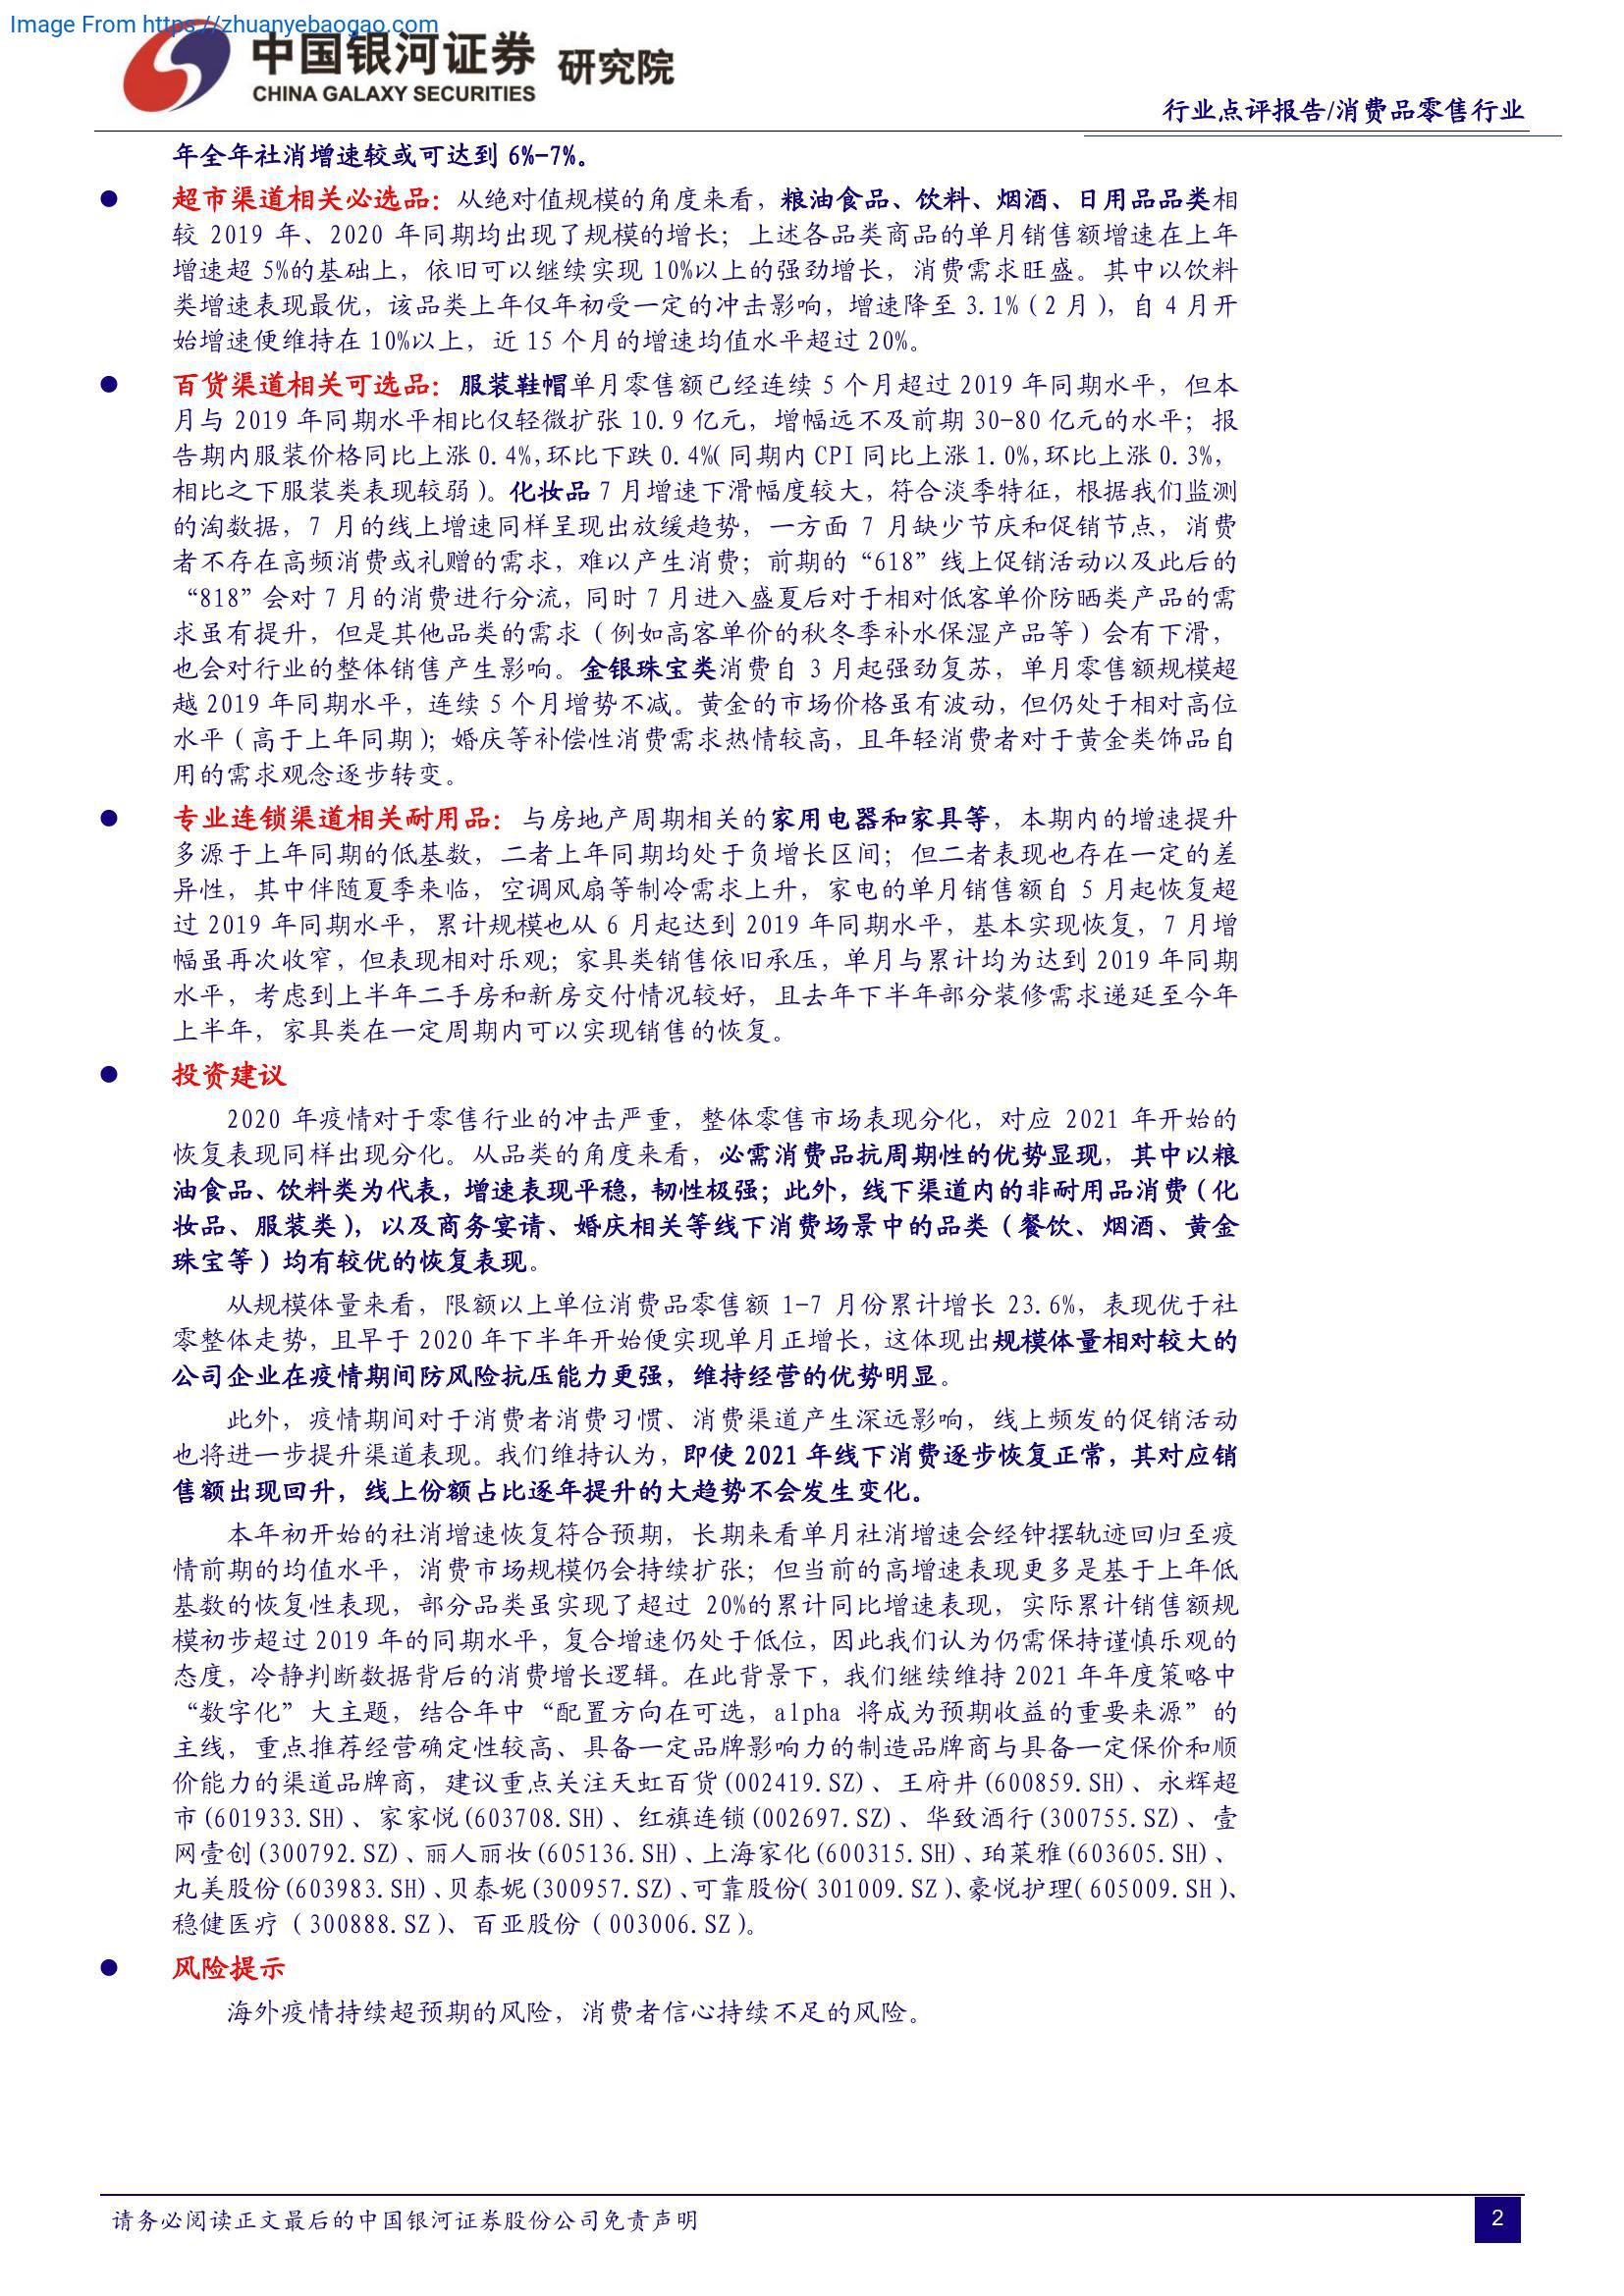 Image From https://zhuanyebaogao.com
中国银河证券 研究院
CHINA GALAXY SECURITIES
行业点评报告/消费品零售行业
年全年社消增速较或可达到 6%-7%。
● 超市渠道相关必选品：从绝对值规模的角度来看，粮油食品、饮料、烟酒、日用品品类相
较 2019 年、2020 年同期均出现了规模的增长；上述各品类商品的单月销售额增速在上年
增速超 5%的基础上，依旧可以继续实现 10%以上的强劲增长，消费需求旺盛。其中以饮料
类增速表现最优，该品类上年仅年初受一定的冲击影响，增速降至 3.1%（2 月），自 4 月开
始增速便维持在 10%以上，近 15 个月的增速均值水平超过 20%。
● 百货渠道相关可选品：服装鞋帽单月零售额已经连续 5 个月超过 2019 年同期水平，但本
月与 2019 年同期水平相比仅轻微扩张 10.9 亿元，增幅远不及前期 30-80 亿元的水平；报
告期内服装价格同比上涨 0.4%,环比下跌 0.4%（同期内 CPI 同比上涨 1.0%,环比上涨 0.3%,
相比之下服装类表现较弱）。化妆品 7 月增速下滑幅度较大，符合淡季特征，根据我们监测
的淘数据，7 月的线上增速同样呈现出放缓趋势，一方面 7 月缺少节庆和促销节点，消费
者不存在高频消费或礼赠的需求，难以产生消费；前期的“618”线上促销活动以及此后的
“818”会对 7 月的消费进行分流，同时 7 月进入盛夏后对于相对低客单价防晒类产品的需
求虽有提升，但是其他品类的需求（例如高客单价的秋冬季补水保湿产品等）会有下滑，
也会对行业的整体销售产生影响。金银珠宝类消费自 3 月起强劲复苏，单月零售额规模超
越 2019 年同期水平，连续 5 个月增势不减。黄金的市场价格虽有波动，但仍处于相对高位
水平（高于上年同期）；婚庆等补偿性消费需求热情较高，且年轻消费者对于黄金类饰品自
用的需求观念逐步转变。
● 专业连锁渠道相关耐用品：与房地产周期相关的家用电器和家具等，本期内的增速提升
多源于上年同期的低基数，二者上年同期均处于负增长区间；但二者表现也存在一定的差
异性，其中伴随夏季来临，空调风扇等制冷需求上升，家电的单月销售额自 5 月起恢复超
过 2019 年同期水平，累计规模也从 6 月起达到 2019 年同期水平，基本实现恢复，7 月增
幅虽再次收窄，但表现相对乐观；家具类销售依旧承压，单月与累计均为达到 2019 年同期
水平，考虑到上半年二手房和新房交付情况较好，且去年下半年部分装修需求递延至今年
上半年，家具类在一定周期内可以实现销售的恢复。
● 投资建议
2020 年疫情对于零售行业的冲击严重，整体零售市场表现分化，对应 2021 年开始的
恢复表现同样出现分化。从品类的角度来看，必需消费品抗周期性的优势显现，其中以粮
油食品、饮料类为代表，增速表现平稳，韧性极强；此外，线下渠道内的非耐用品消费（化
妆品、服装类），以及商务宴请、婚庆相关等线下消费场景中的品类（餐饮、烟酒、黄金
珠宝等）均有较优的恢复表现。
从规模体量来看，限额以上单位消费品零售额 1-7 月份累计增长 23.6%，表现优于社
零整体走势，且早于 2020 年下半年开始便实现单月正增长，这体现出规模体量相对较大的
公司企业在疫情期间防风险抗压能力更强，维持经营的优势明显。
此外，疫情期间对于消费者消费习惯、消费渠道产生深远影响，线上频发的促销活动
也将进一步提升渠道表现。我们维持认为，即使 2021 年线下消费逐步恢复正常，其对应销
售额出现回升，线上份额占比逐年提升的大趋势不会发生变化。
本年初开始的社消增速恢复符合预期，长期来看单月社消增速会经钟摆轨迹回归至疫
情前期的均值水平，消费市场规模仍会持续扩张；但当前的高增速表现更多是基于上年低
基数的恢复性表现，部分品类虽实现了超过 20%的累计同比增速表现，实际累计销售额规
模初步超过 2019 年的同期水平，复合增速仍处于低位，因此我们认为仍需保持谨慎乐观的
态度，冷静判断数据背后的消费增长逻辑。在此背景下，我们继续维持 2021 年年度策略中
“数字化”大主题，结合年中“配置方向在可选，alpha 将成为预期收益的重要来源”的
主线，重点推荐经营确定性较高、具备一定品牌影响力的制造品牌商与具备一定保价和顺
价能力的渠道品牌商，建议重点关注天虹百货(002419.SZ)、王府井(600859.SH)、永辉超
市(601933.SH)、家家悦(603708.SH)、红旗连锁(002697.SZ)、华致酒行(300755.SZ)、壹
网壹创(300792.SZ)、丽人丽妆(605136.SH)、上海家化(600315.SH)、珀莱雅(603605.SH)、
丸美股份(603983.SH)、贝泰妮(300957.SZ)、可靠股份(301009.SZ)、豪悦护理(605009.SH)、
稳健医疗（300888.SZ）、百亚股份（003006.SZ）。
● 风险提示
海外疫情持续超预期的风险，消费者信心持续不足的风险。
请务必阅读正文最后的中国银河证券股份公司免责声明
2